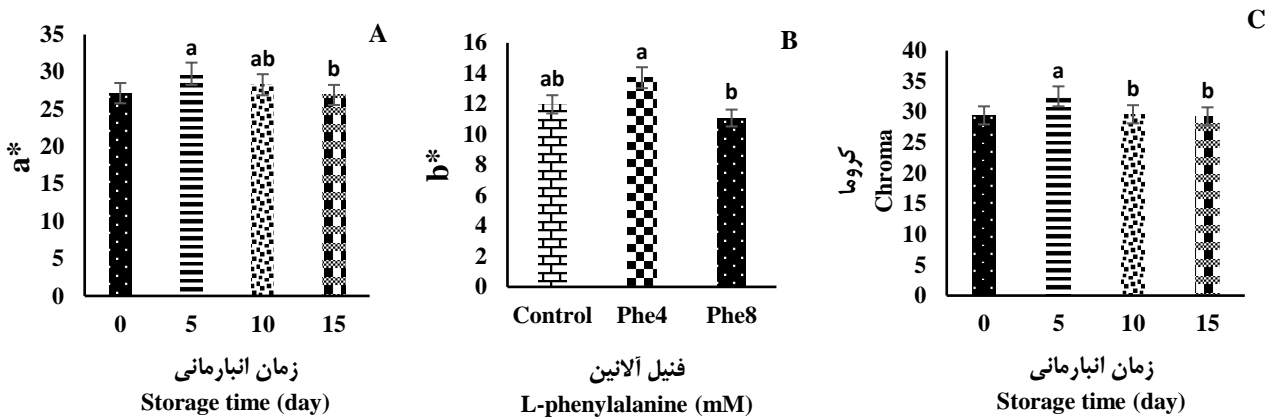 A
a*
35
30
25
20
15
10
5
0
a
ab
b
0 5 10 15
زمان انبارمانی
Storage time (day)
B
b*
16
14
12
10
8
6
4
2
0
ab
a
b
Control Phe4 Phe8
فنیل آلانین
L-phenylalanine (mM)
C
کروما
Chroma
40
35
30
25
20
15
10
5
0
a
b
b
0 5 10 15
زمان انبارمانی
Storage time (day)